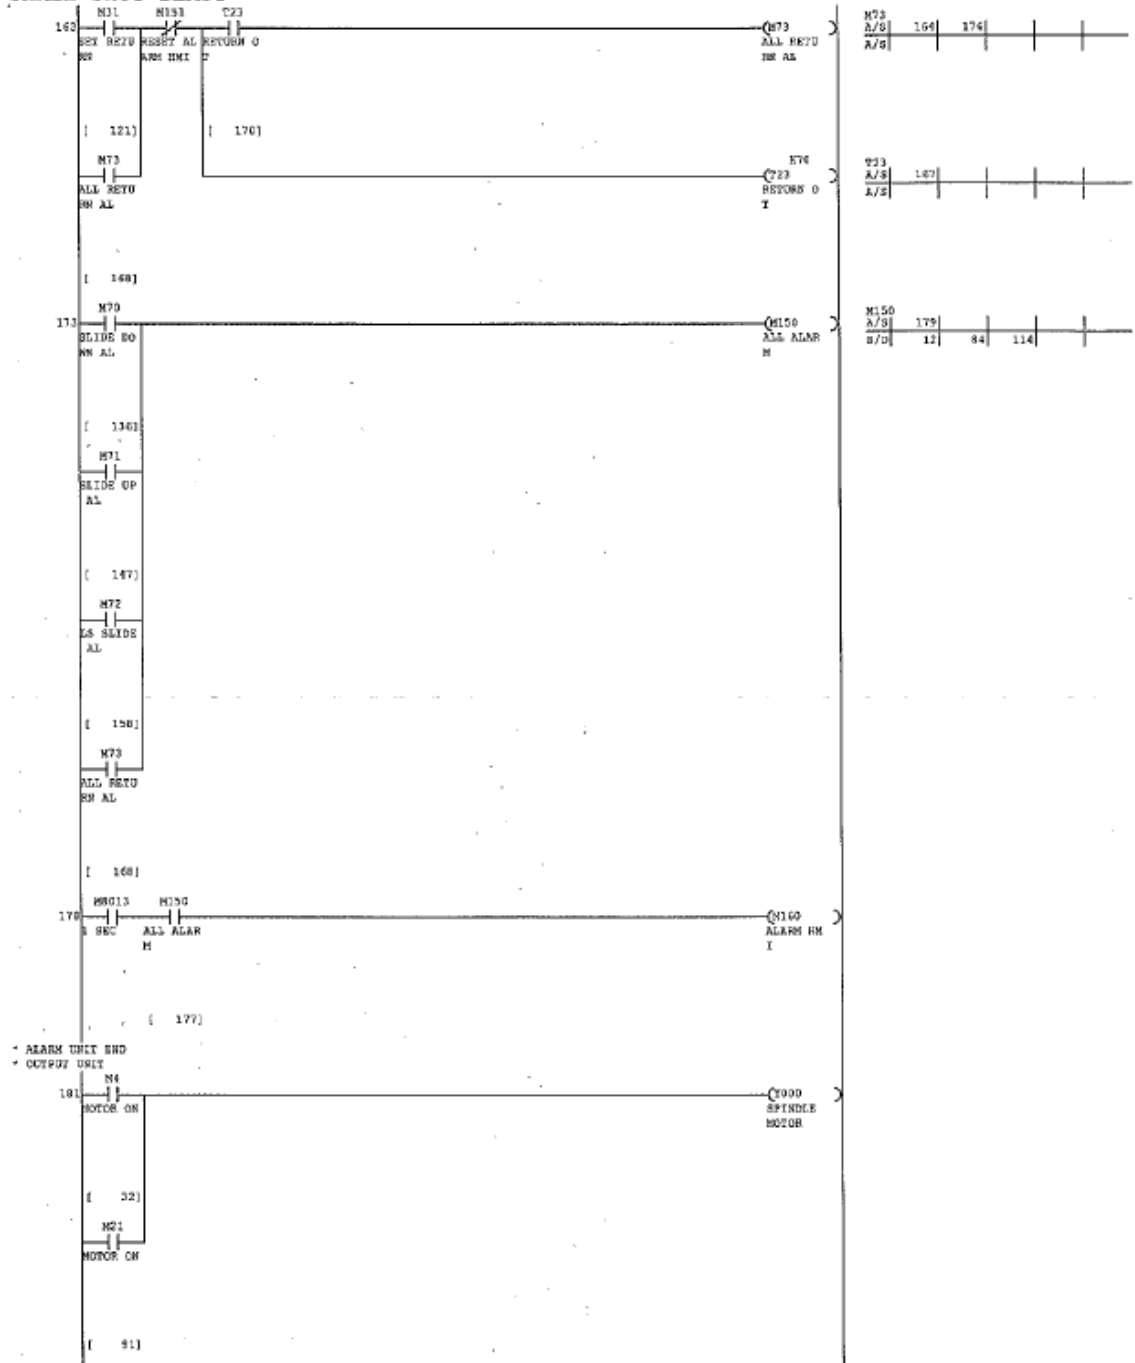 163
M31
M151
T23
SET RETU
RN
RESET AL
ARM HMI
RETURN O
T
(M73 )
ALL RETU
RN AL
M73
A/S 164 176
A/S
[ 121]
[ 170]
M73
ALL RETU
RN AL
K70
(T23 )
RETURN O
T
T23
A/S 167
A/S
[ 168]
173
M70
SLIDE DO
WN AL
(M150 )
ALL ALAR
M
M150
A/S 179
B/D 12 84 114
[ 136]
M71
SLIDE UP
AL
[ 147]
M72
LS SLIDE
AL
[ 158]
M73
ALL RETU
RN AL
[ 168]
178
M8013
M150
1 SEC
ALL ALAR
M
(M160 )
ALARM HM
I
[ 177]
* ALARM UNIT END
* OUTPUT UNIT
181
M4
MOTOR ON
(Y000 )
SPINDLE
MOTOR
[ 32]
M21
MOTOR ON
[ 91]